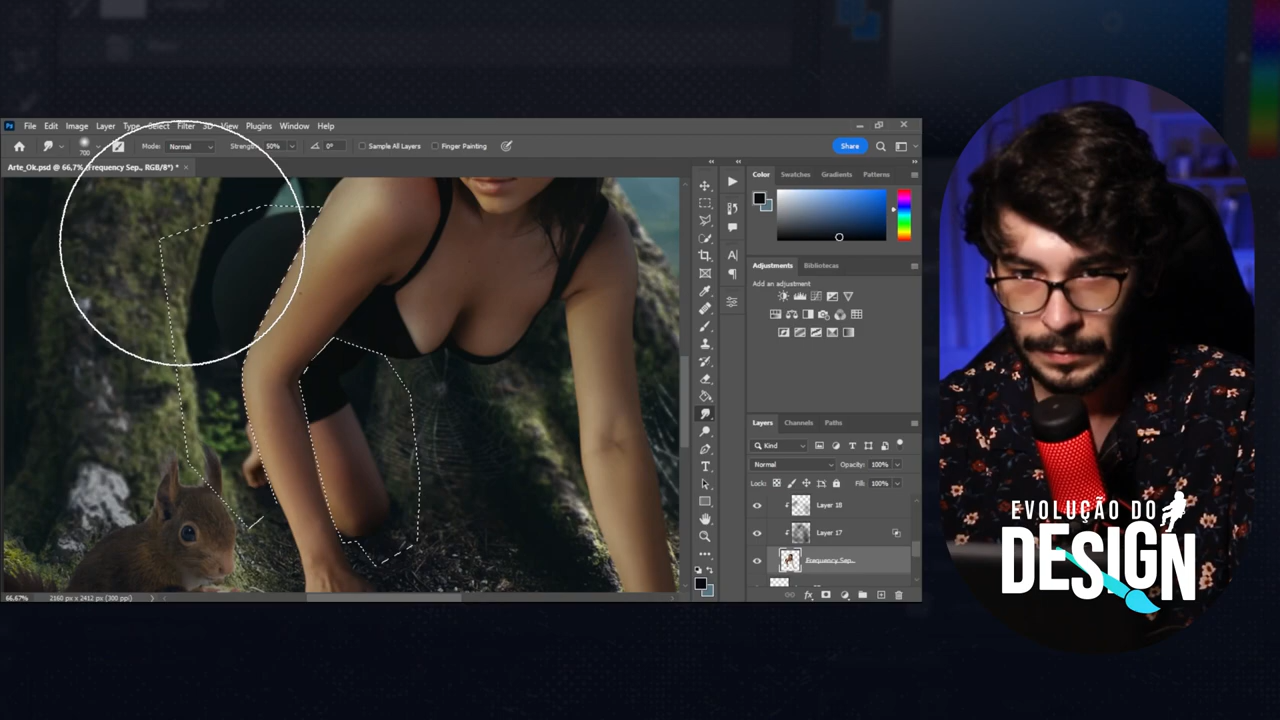 Ps File Edit Image Layer Type Select Filter 3D View Plugins Window Help
700 Mode: Normal Strength: 50% 0° Sample All Layers Finger Painting Share
Arte_Ok.psd @ 66,7% (Frequency Sep., RGB/8*) * ×
Color Swatches Gradients Patterns
Adjustments Bibliotecas
Add an adjustment
Layers Channels Paths
Kind
Normal Opacity: 100%
Lock: Fill: 100%
Layer 18
Layer 17
Frequency Sep..
66.67% 2160 px x 2412 px (300 ppi)
EVOLUÇÃO DO
DESIGN